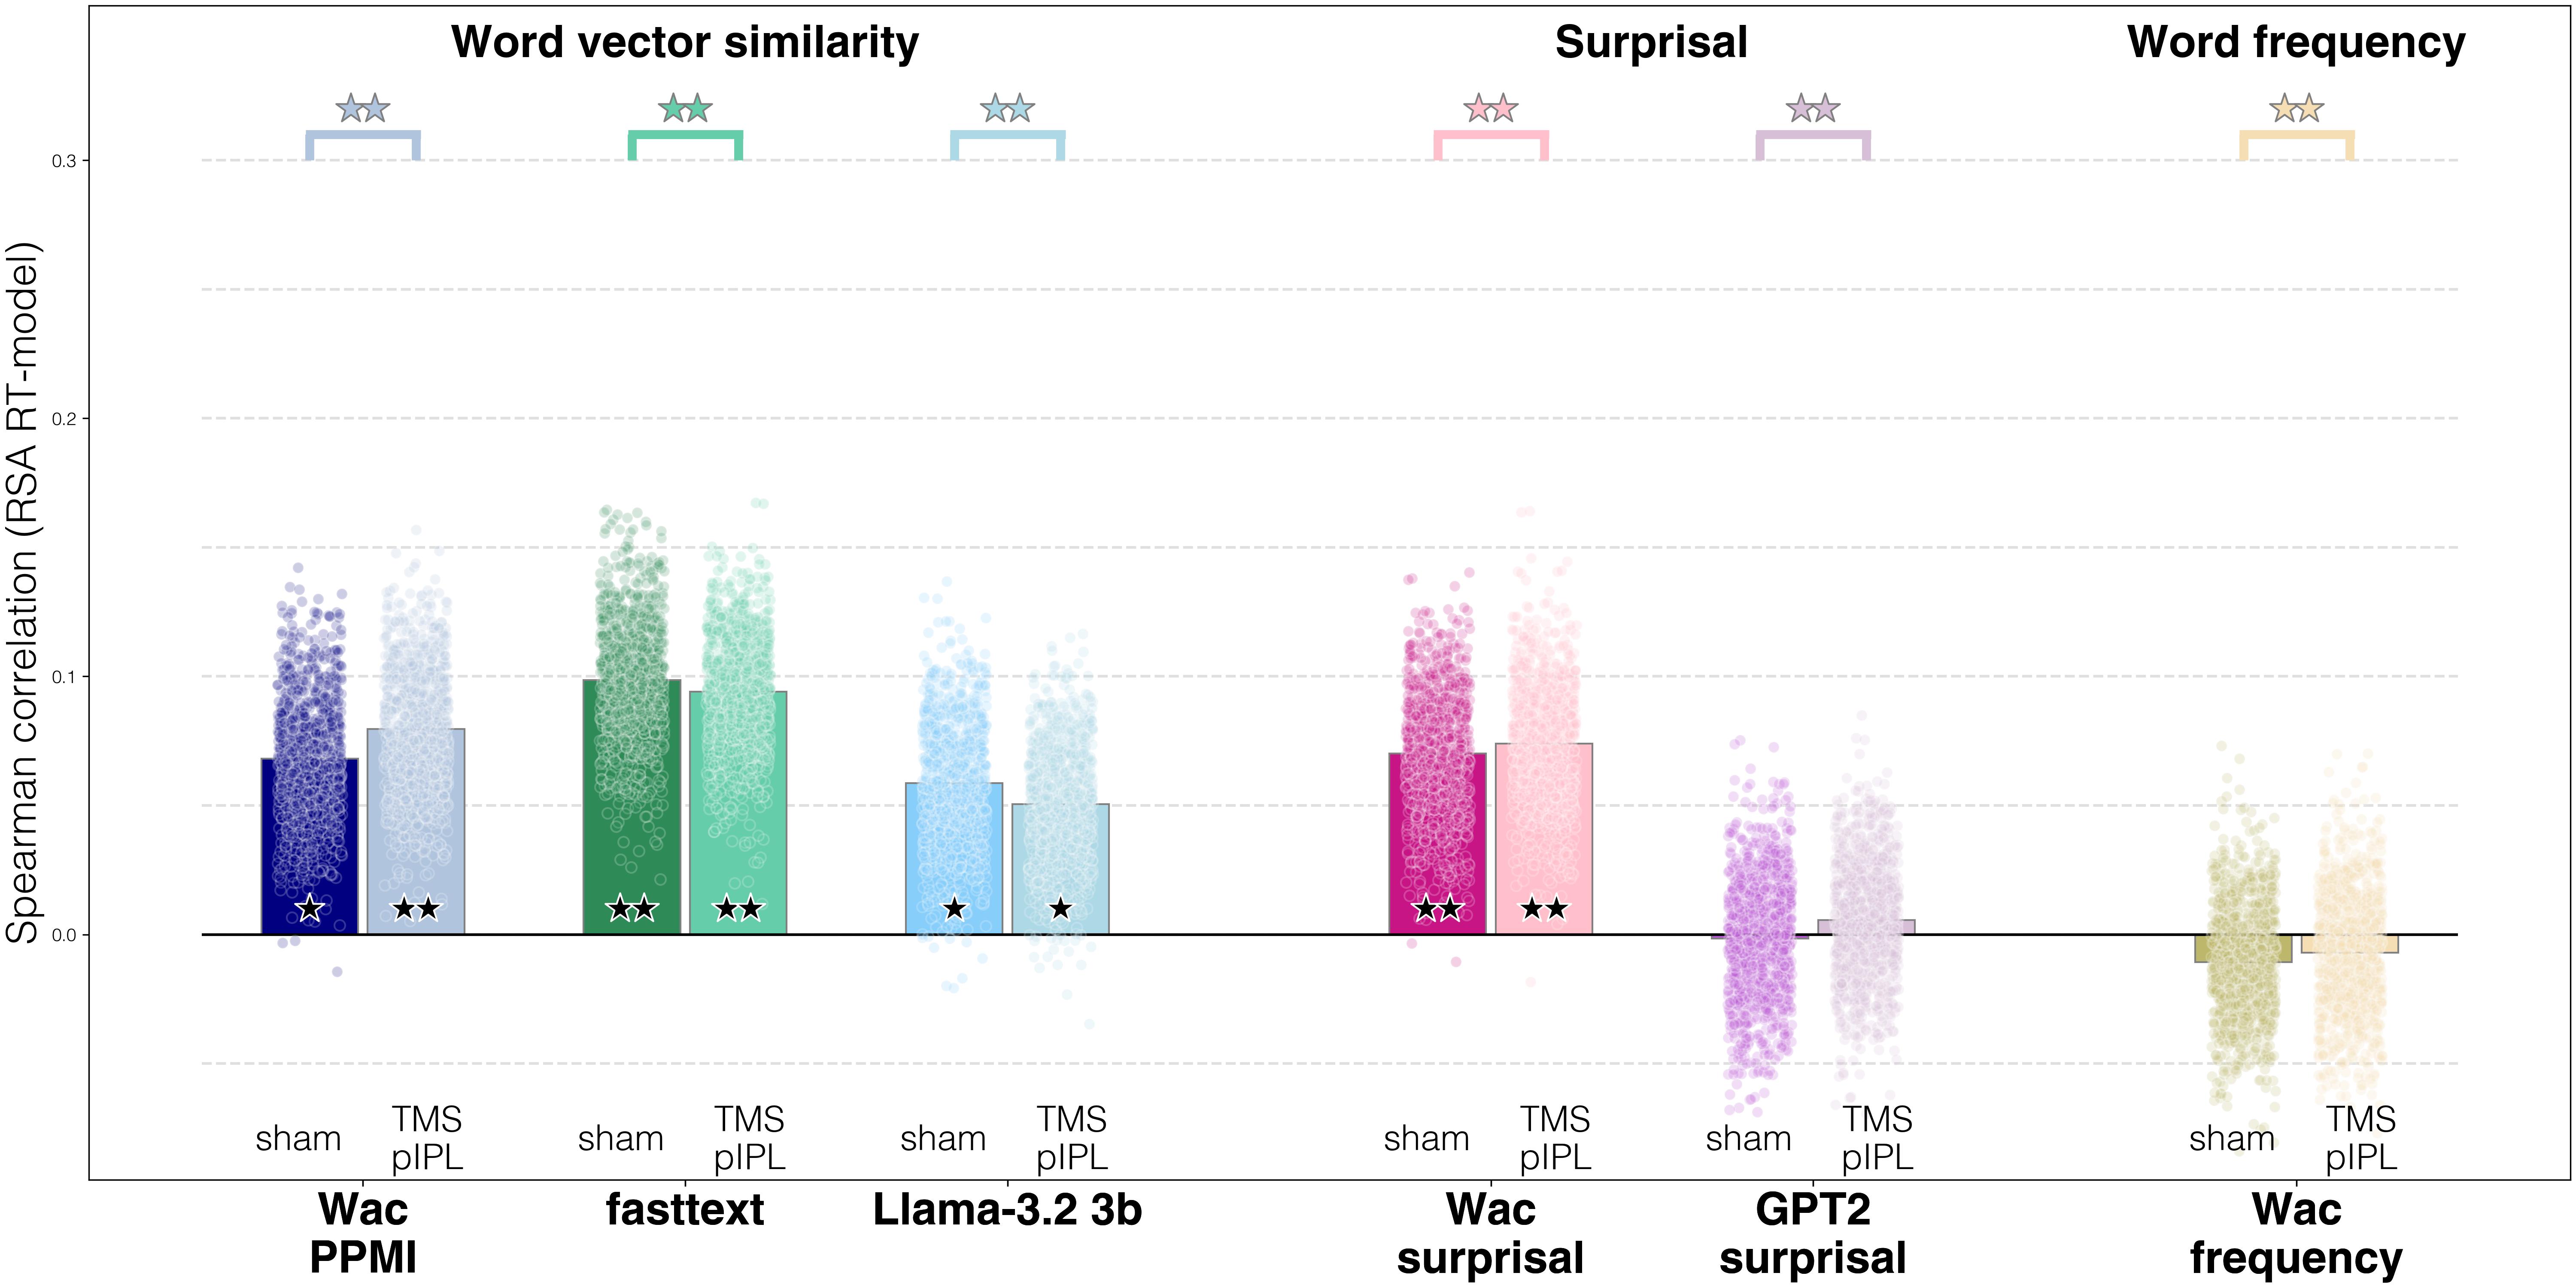 Word vector similarity
Surprisal
Word frequency
Spearman correlation (RSA RT-model)
0.3
0.2
0.1
0.0
sham
TMS
pIPL
sham
TMS
pIPL
sham
TMS
pIPL
sham
TMS
pIPL
sham
TMS
pIPL
sham
TMS
pIPL
Wac
PPMI
fasttext
Llama-3.2 3b
Wac
surprisal
GPT2
surprisal
Wac
frequency